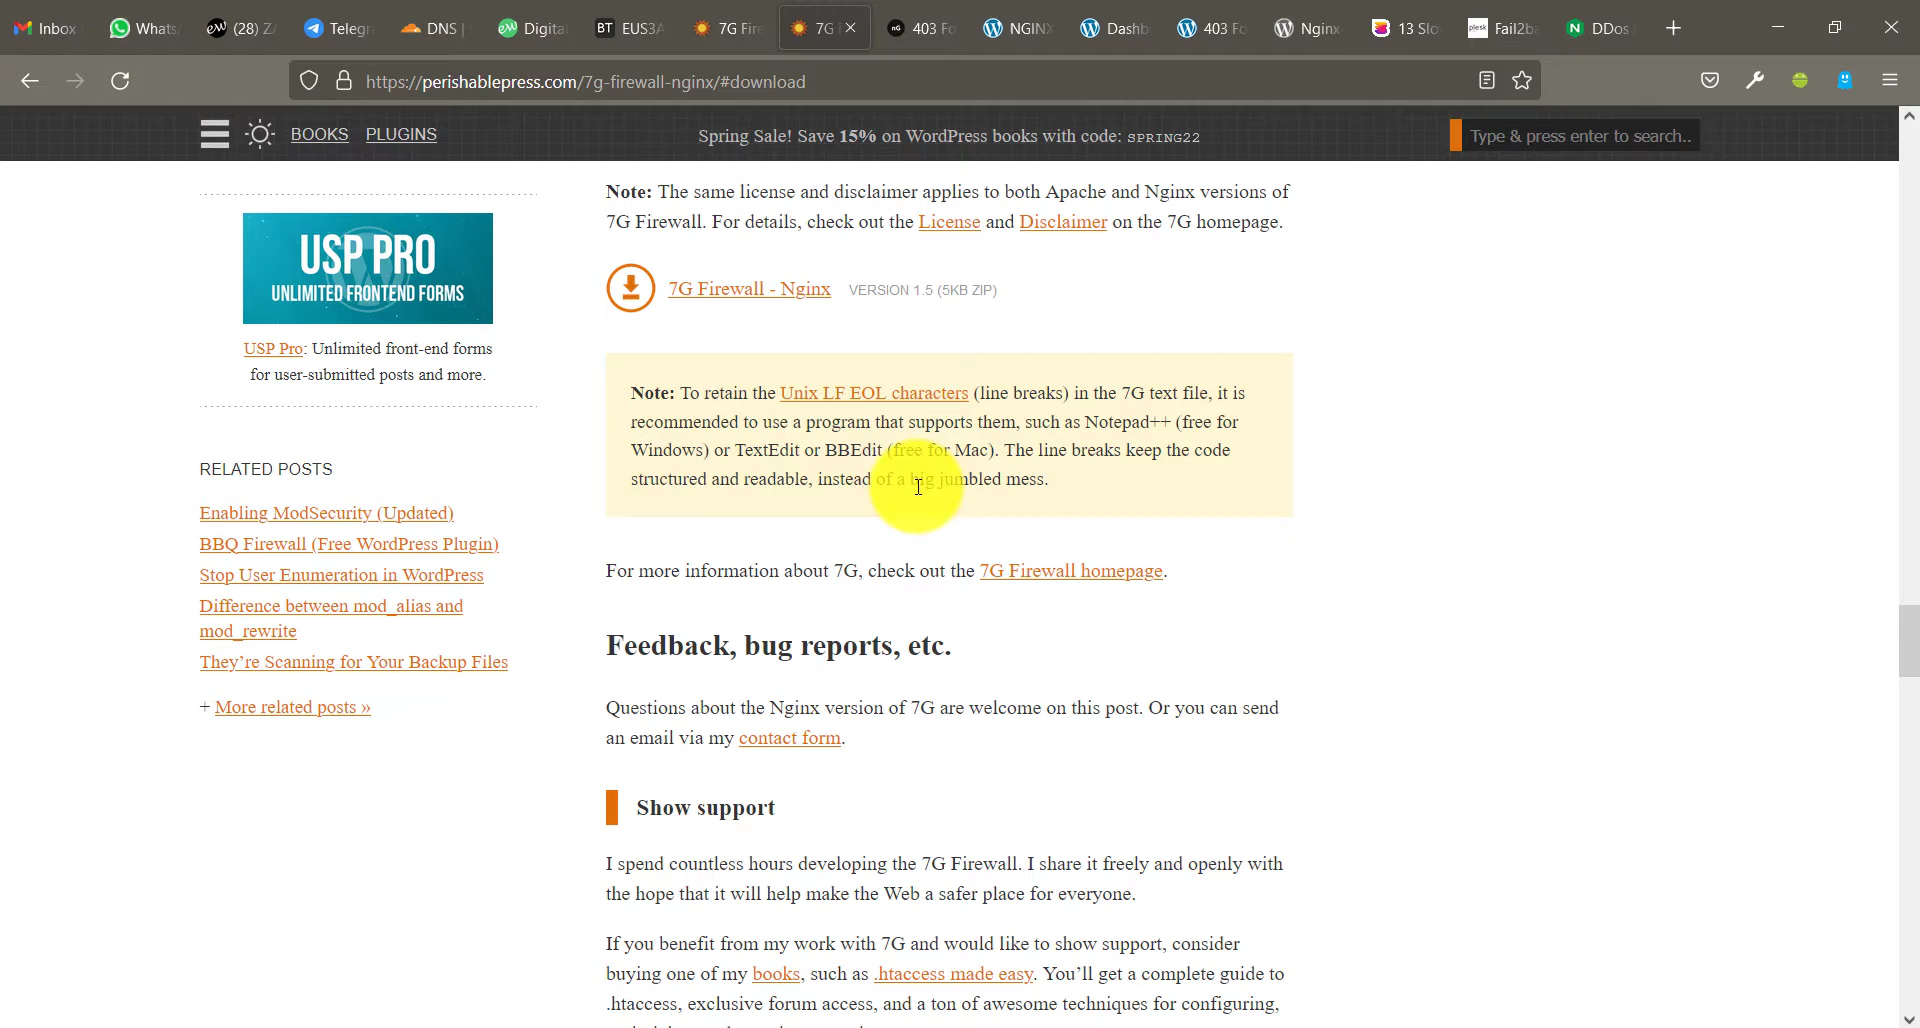 Inbox
Whats
(28) Z
Telegr
DNS |
Digita
BT EUS3A
7G Fire
7G
nG 403 Fo
NGINX
Dashb
403 Fo
Nginx
13 Slo
plesk Fail2ba
N DDos
https://perishablepress.com/7g-firewall-nginx/#download
BOOKS PLUGINS
Spring Sale! Save 15% on WordPress books with code: SPRING22
Type & press enter to search..
USP PRO
UNLIMITED FRONTEND FORMS
USP Pro: Unlimited front-end forms
for user-submitted posts and more.
RELATED POSTS
Enabling ModSecurity (Updated)
BBQ Firewall (Free WordPress Plugin)
Stop User Enumeration in WordPress
Difference between mod_alias and
mod_rewrite
They’re Scanning for Your Backup Files
+ More related posts »
Note: The same license and disclaimer applies to both Apache and Nginx versions of
7G Firewall. For details, check out the License and Disclaimer on the 7G homepage.
7G Firewall - Nginx VERSION 1.5 (5KB ZIP)
Note: To retain the Unix LF EOL characters (line breaks) in the 7G text file, it is
recommended to use a program that supports them, such as Notepad++ (free for
Windows) or TextEdit or BBEdit (free for Mac). The line breaks keep the code
structured and readable, instead of a big jumbled mess.
For more information about 7G, check out the 7G Firewall homepage.
Feedback, bug reports, etc.
Questions about the Nginx version of 7G are welcome on this post. Or you can send
an email via my contact form.
Show support
I spend countless hours developing the 7G Firewall. I share it freely and openly with
the hope that it will help make the Web a safer place for everyone.
If you benefit from my work with 7G and would like to show support, consider
buying one of my books, such as .htaccess made easy. You’ll get a complete guide to
.htaccess, exclusive forum access, and a ton of awesome techniques for configuring,